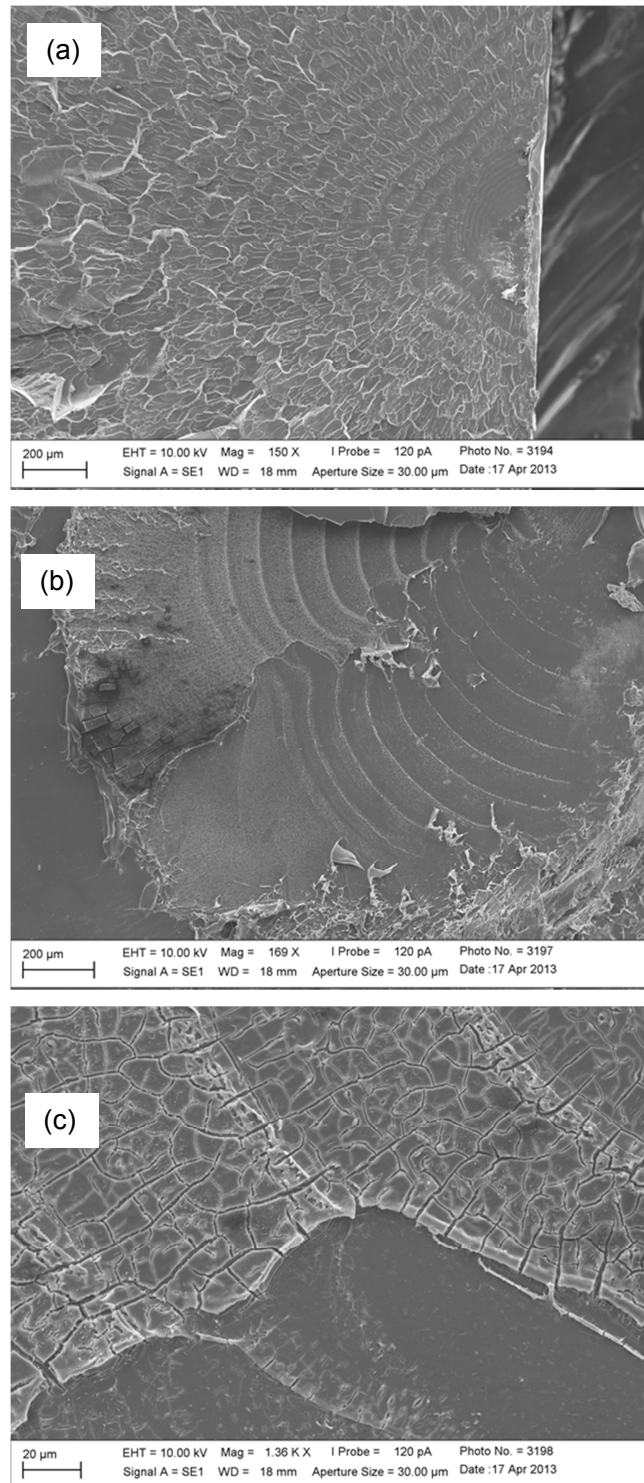 (a)
200 µm
EHT = 10.00 kV Mag = 150 X I Probe = 120 pA Photo No. = 3194
Signal A = SE1 WD = 18 mm Aperture Size = 30.00 µm Date :17 Apr 2013
(b)
200 µm
EHT = 10.00 kV Mag = 169 X I Probe = 120 pA Photo No. = 3197
Signal A = SE1 WD = 18 mm Aperture Size = 30.00 µm Date :17 Apr 2013
(c)
20 µm
EHT = 10.00 kV Mag = 1.36 K X I Probe = 120 pA Photo No. = 3198
Signal A = SE1 WD = 18 mm Aperture Size = 30.00 µm Date :17 Apr 2013